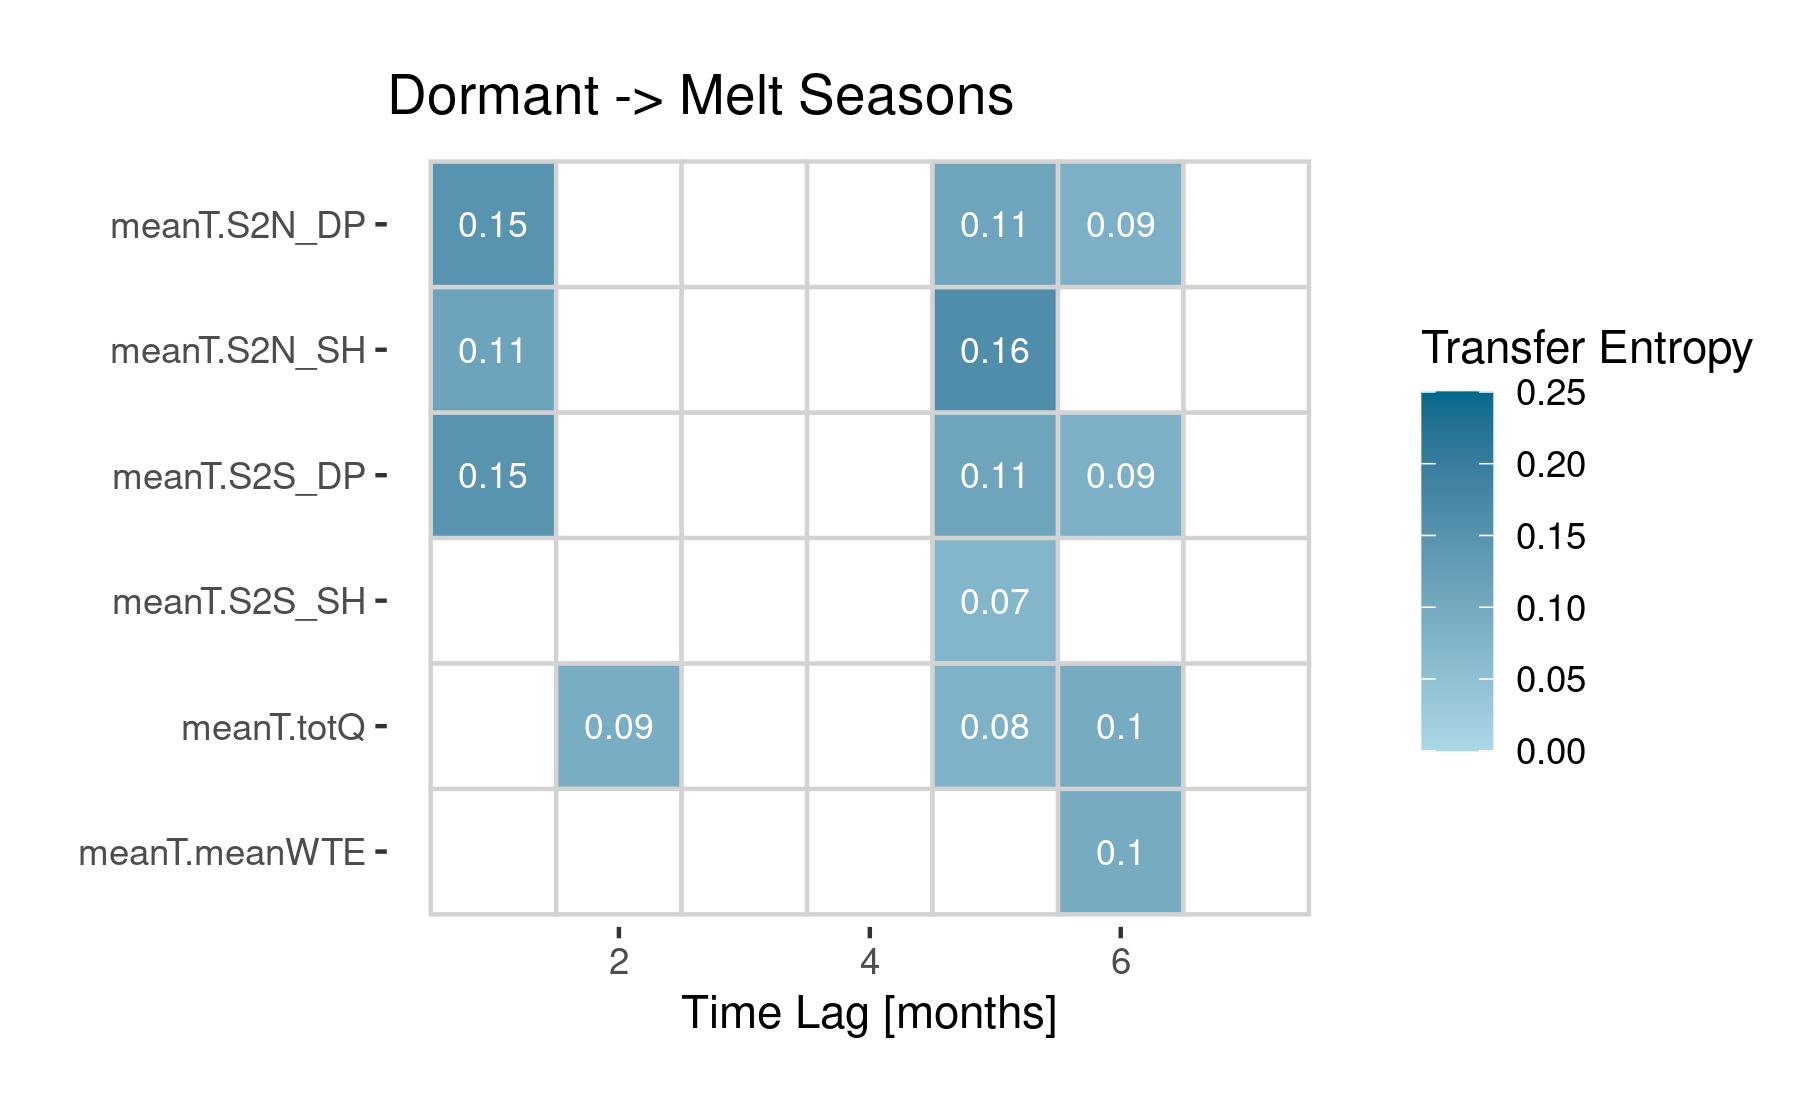 Dormant -> Melt Seasons
meanT.S2N_DP 0.15 0.11 0.09
meanT.S2N_SH 0.11 0.16
meanT.S2S_DP 0.15 0.11 0.09
meanT.S2S_SH 0.07
meanT.totQ 0.09 0.08 0.1
meanT.meanWTE 0.1
2 4 6
Time Lag [months]
Transfer Entropy
0.25
0.20
0.15
0.10
0.05
0.00